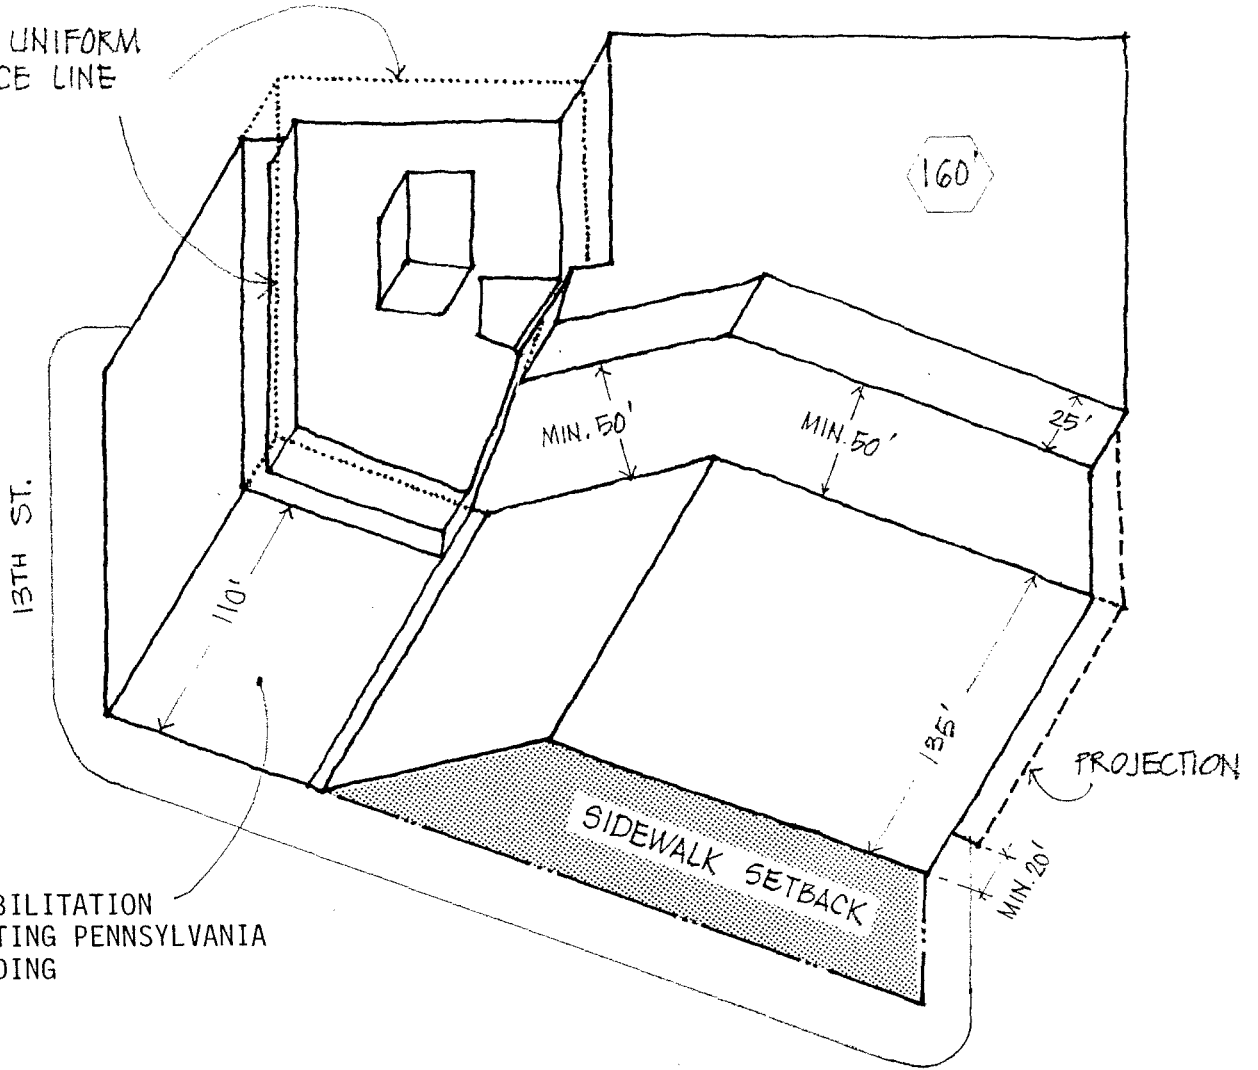 UNIFORM
CE LINE
160'
MIN. 50'
MIN. 50'
25'
13TH ST.
110'
135'
PROJECTION
SIDEWALK SETBACK
MIN. 20'
BILITATION
TING PENNSYLVANIA
DING